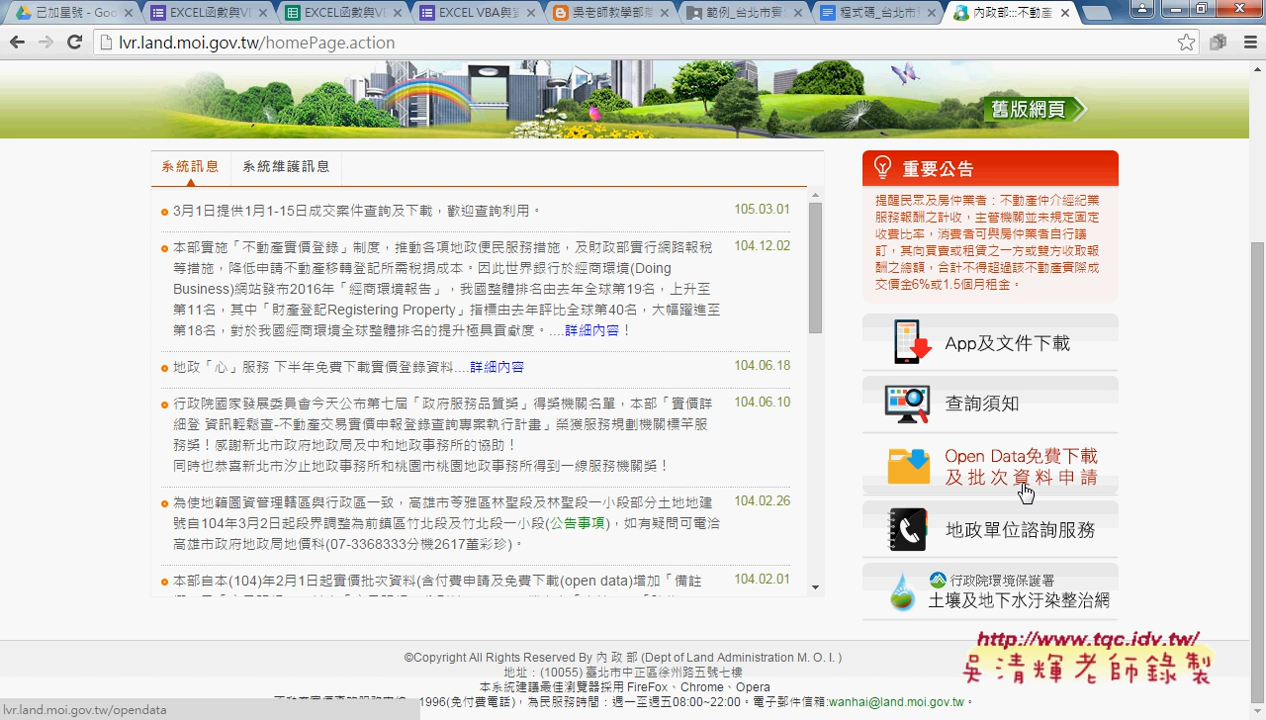 已加星號 - Goo
EXCEL函數與V
EXCEL函數與V
EXCEL VBA與資
吳老師教學部落
範例_台北市實
程式碼_台北市實
內政部:::不動產
lvr.land.moi.gov.tw/homePage.action
舊版網頁
系統訊息
系統維護訊息
3月1日提供1月1-15日成交案件查詢及下載，歡迎查詢利用。
105.03.01
本部實施「不動產實價登錄」制度，推動各項地政便民服務措施，及財政部實行網路報稅
104.12.02
等措施，降低申請不動產移轉登記所需稅捐成本。因此世界銀行於經商環境(Doing
Business)網站發布2016年「經商環境報告」，我國整體排名由去年全球第19名，上升至
第11名，其中「財產登記Registering Property」指標由去年評比全球第40名，大幅躍進至
第18名，對於我國經商環境全球整體排名的提升極具貢獻度。....詳細內容！
地政「心」服務 下半年免費下載實價登錄資料....詳細內容
104.06.18
行政院國家發展委員會今天公布第七屆「政府服務品質獎」得獎機關名單，本部「實價詳
104.06.10
細登 資訊輕鬆查-不動產交易實價申報登錄查詢專案執行計畫」榮獲服務規劃機關標竿服
務獎！感謝新北市政府地政局及中和地政事務所的協助！
同時也恭喜新北市汐止地政事務所和桃園市桃園地政事務所得到一線服務機關獎！
為使地籍圖資管理轄區與行政區一致，高雄市苓雅區林聖段及林聖段一小段部分土地地建
104.02.26
號自104年3月2日起段界調整為前鎮區竹北段及竹北段一小段(公告事項)，如有疑問可電洽
高雄市政府地政局地價科(07-3368333分機2617董彩珍)。
本部自本(104)年2月1日起實價批次資料(含付費申請及免費下載(open data)增加「備註
104.02.01
重要公告
提醒民眾及房仲業者：不動產仲介經紀業
服務報酬之計收，主管機關並未規定固定
收費比率，消費者可與房仲業者自行議
訂，其向買賣或租賃之一方或雙方收取報
酬之總額，合計不得超過該不動產實際成
交價金6%或1.5個月租金。
App及文件下載
查詢須知
Open Data免費下載
及批次資料申請
地政單位諮詢服務
行政院環境保護署
土壤及地下水汙染整治網
©Copyright All Rights Reserved By 內 政 部 (Dept of Land Administration M. O. I. )
地址：(10055) 臺北市中正區徐州路五號七樓
本系統建議最佳瀏覽器採用 FireFox、Chrome、Opera
1996(免付費電話)，為民服務時間：週一至週五08:00~22:00。電子郵件信箱:wanhai@land.moi.gov.tw。
lvr.land.moi.gov.tw/opendata
http://www.tqc.idv.tw/
吳清輝老師錄製